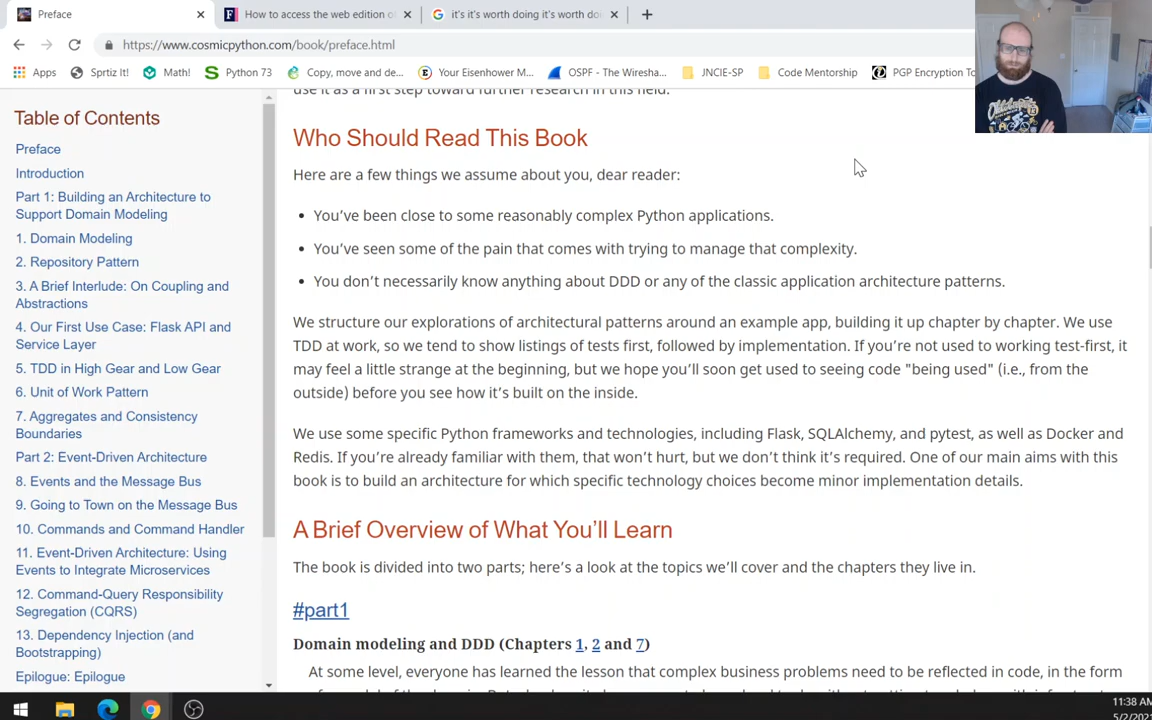 Preface
How to access the web edition o
it's it's worth doing it's worth do
https://www.cosmicpython.com/book/preface.html
Apps
Sprtiz It!
Math!
Python 73
Copy, move and de...
Your Eisenhower M...
OSPF - The Wiresha...
JNCIE-SP
Code Mentorship
PGP Encryption To
Table of Contents
Preface
Introduction
Part 1: Building an Architecture to
Support Domain Modeling
1. Domain Modeling
2. Repository Pattern
3. A Brief Interlude: On Coupling and
Abstractions
4. Our First Use Case: Flask API and
Service Layer
5. TDD in High Gear and Low Gear
6. Unit of Work Pattern
7. Aggregates and Consistency
Boundaries
Part 2: Event-Driven Architecture
8. Events and the Message Bus
9. Going to Town on the Message Bus
10. Commands and Command Handler
11. Event-Driven Architecture: Using
Events to Integrate Microservices
12. Command-Query Responsibility
Segregation (CQRS)
13. Dependency Injection (and
Bootstrapping)
Epilogue: Epilogue
use it as a first step toward further research in this field.
Who Should Read This Book
Here are a few things we assume about you, dear reader:
• You've been close to some reasonably complex Python applications.
• You've seen some of the pain that comes with trying to manage that complexity.
• You don't necessarily know anything about DDD or any of the classic application architecture patterns.
We structure our explorations of architectural patterns around an example app, building it up chapter by chapter. We use
TDD at work, so we tend to show listings of tests first, followed by implementation. If you're not used to working test-first, it
may feel a little strange at the beginning, but we hope you'll soon get used to seeing code "being used" (i.e., from the
outside) before you see how it's built on the inside.
We use some specific Python frameworks and technologies, including Flask, SQLAlchemy, and pytest, as well as Docker and
Redis. If you're already familiar with them, that won't hurt, but we don't think it's required. One of our main aims with this
book is to build an architecture for which specific technology choices become minor implementation details.
A Brief Overview of What You'll Learn
The book is divided into two parts; here's a look at the topics we'll cover and the chapters they live in.
#part1
Domain modeling and DDD (Chapters 1, 2 and 7)
At some level, everyone has learned the lesson that complex business problems need to be reflected in code, in the form
11:38 AM
5/2/202